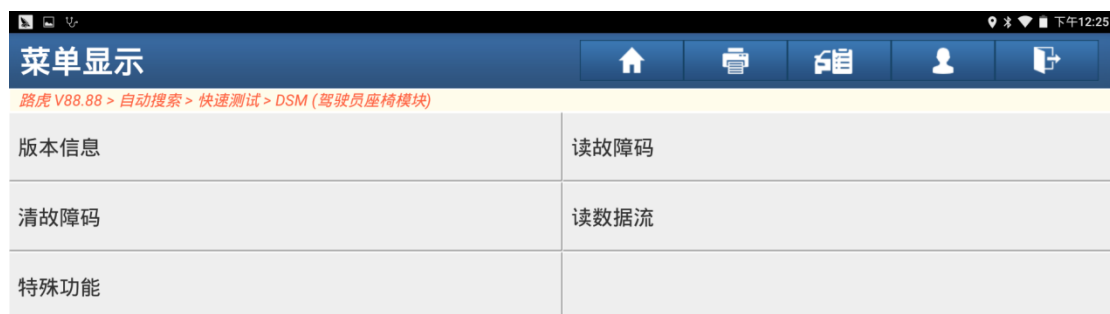 下午12:25
菜单显示
路虎 V88.88 > 自动搜索 > 快速测试 > DSM (驾驶员座椅模块)
版本信息 读故障码
清故障码 读数据流
特殊功能